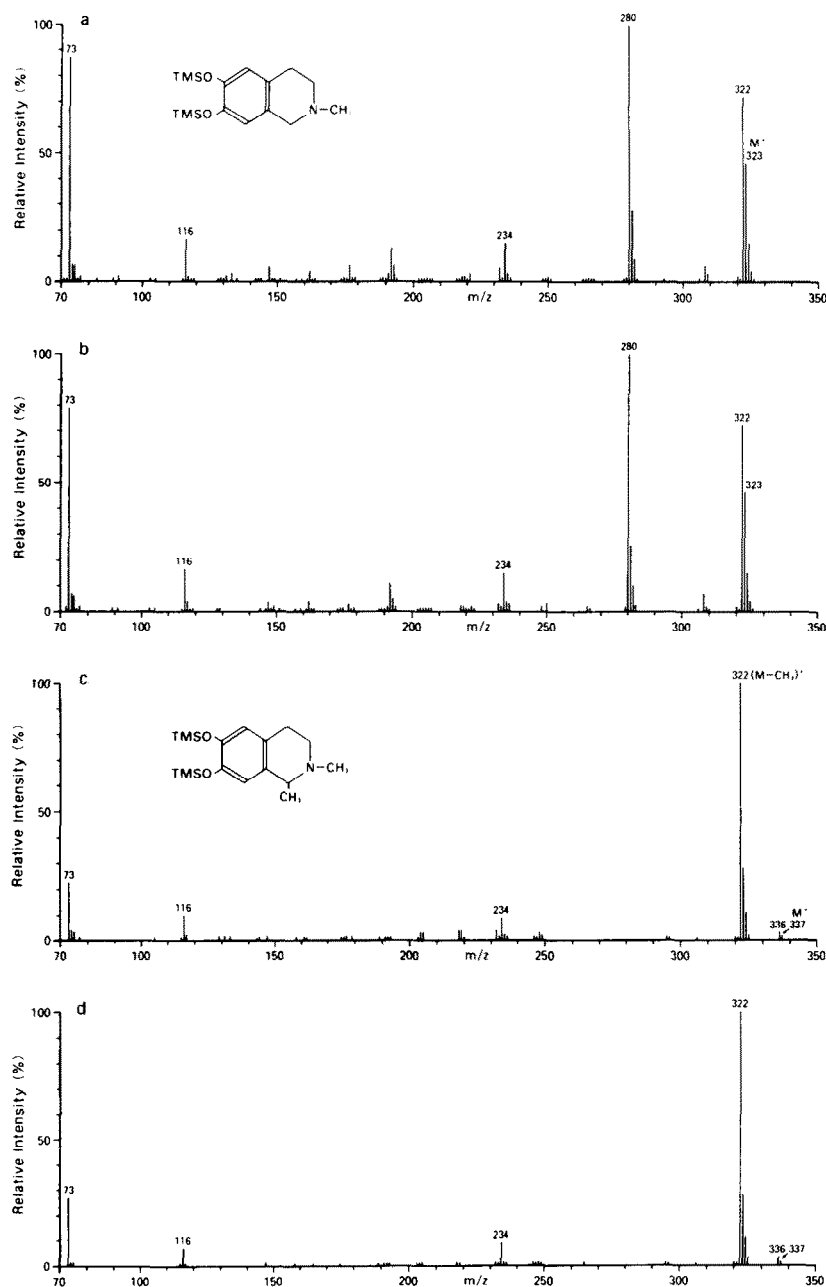 a
Relative Intensity (%)
100
50
0
73
116
234
280
322
M⁺
323
TMSO
TMSO
N—CH₃
70 100 150 200 250 300 350
m/z
b
Relative Intensity (%)
100
50
0
73
116
234
280
322
323
70 100 150 200 250 300 350
m/z
c
Relative Intensity (%)
100
50
0
73
116
234
322(M−CH₃)⁺
M⁺
336 337
TMSO
TMSO
N—CH₃
CH₃
70 100 150 200 250 300 350
m/z
d
Relative Intensity (%)
100
50
0
73
116
234
322
336 337
70 100 150 200 250 300 350
m/z